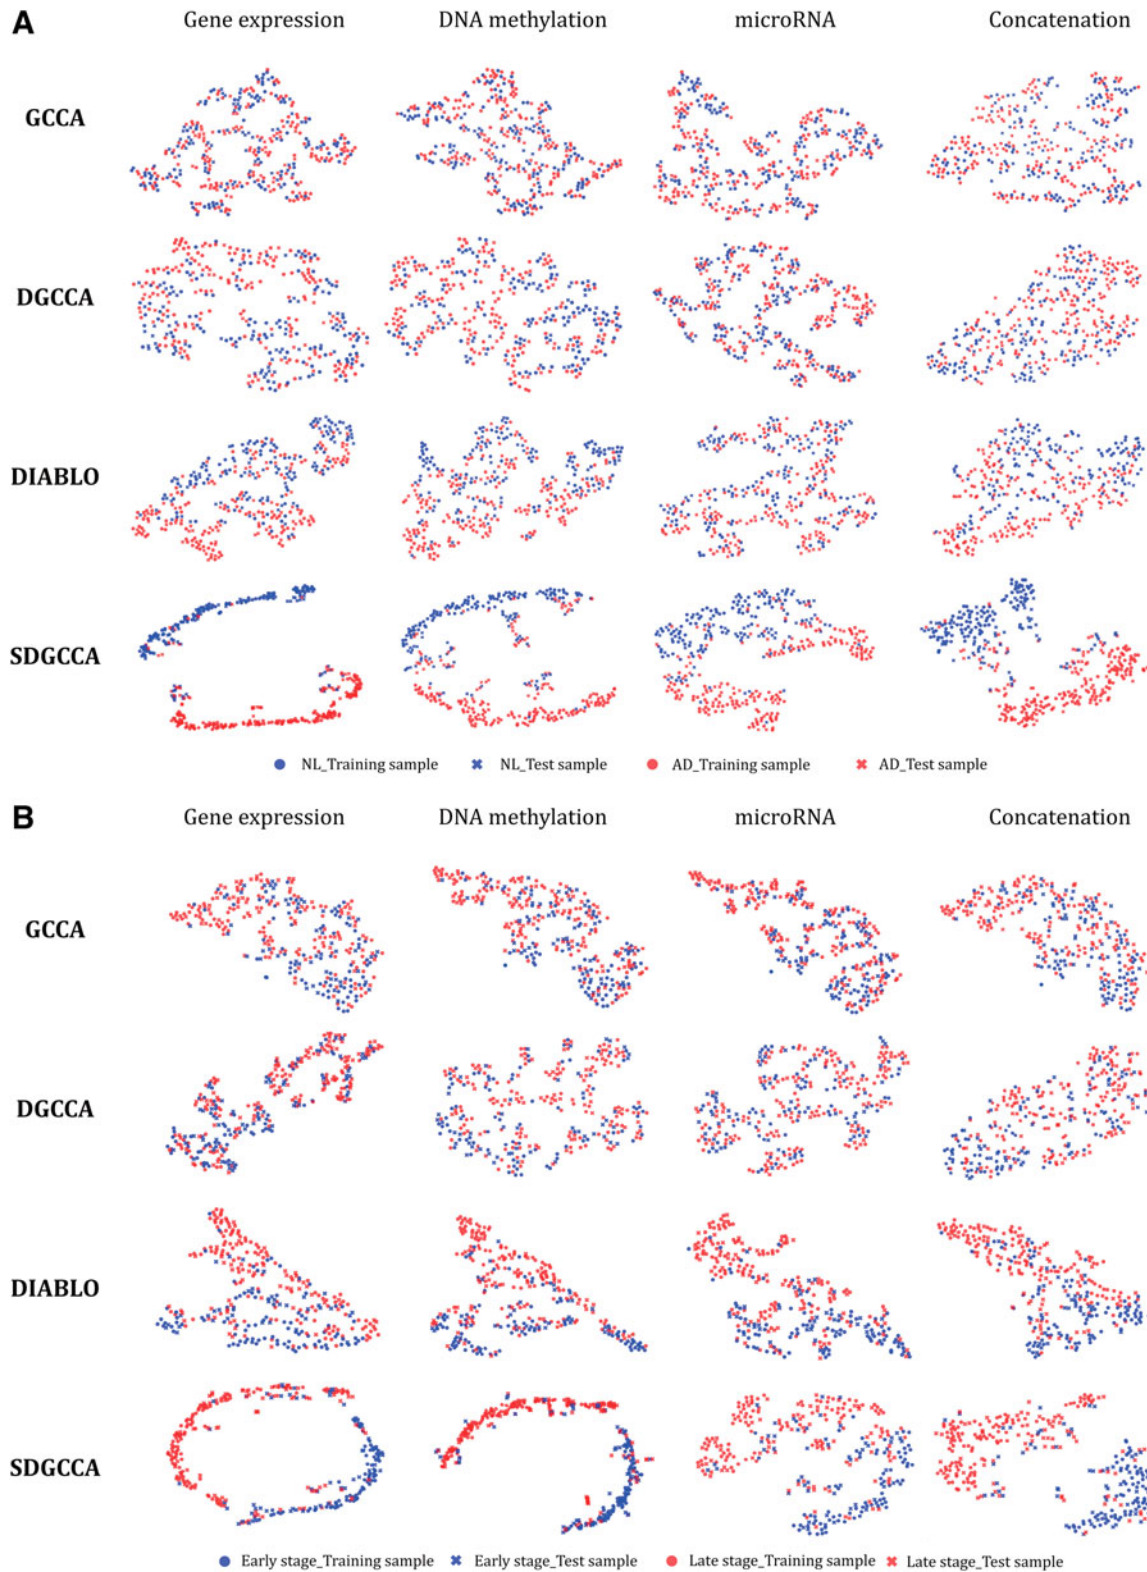 A
Gene expression DNA methylation microRNA Concatenation
GCCA
DGCCA
DIABLO
SDGCCA
NL_Training sample NL_Test sample AD_Training sample AD_Test sample
B
Gene expression DNA methylation microRNA Concatenation
GCCA
DGCCA
DIABLO
SDGCCA
Early stage_Training sample Early stage_Test sample Late stage_Training sample Late stage_Test sample